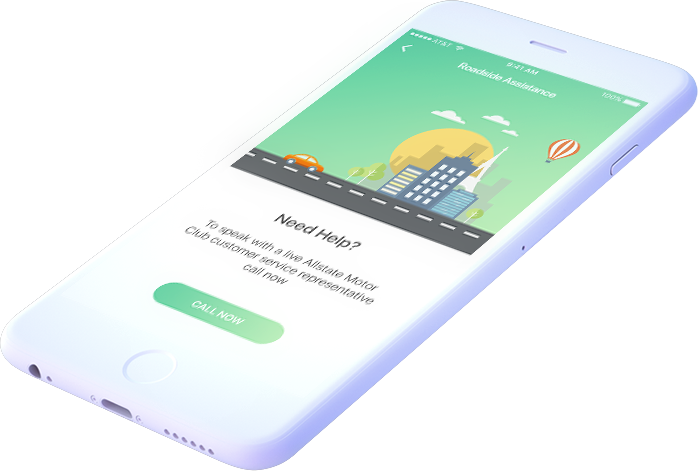 AT&T 9:41 AM 100%
Roadside Assistance
Need Help?
To speak with a live Allstate Motor
Club customer service representative
call now
CALL NOW